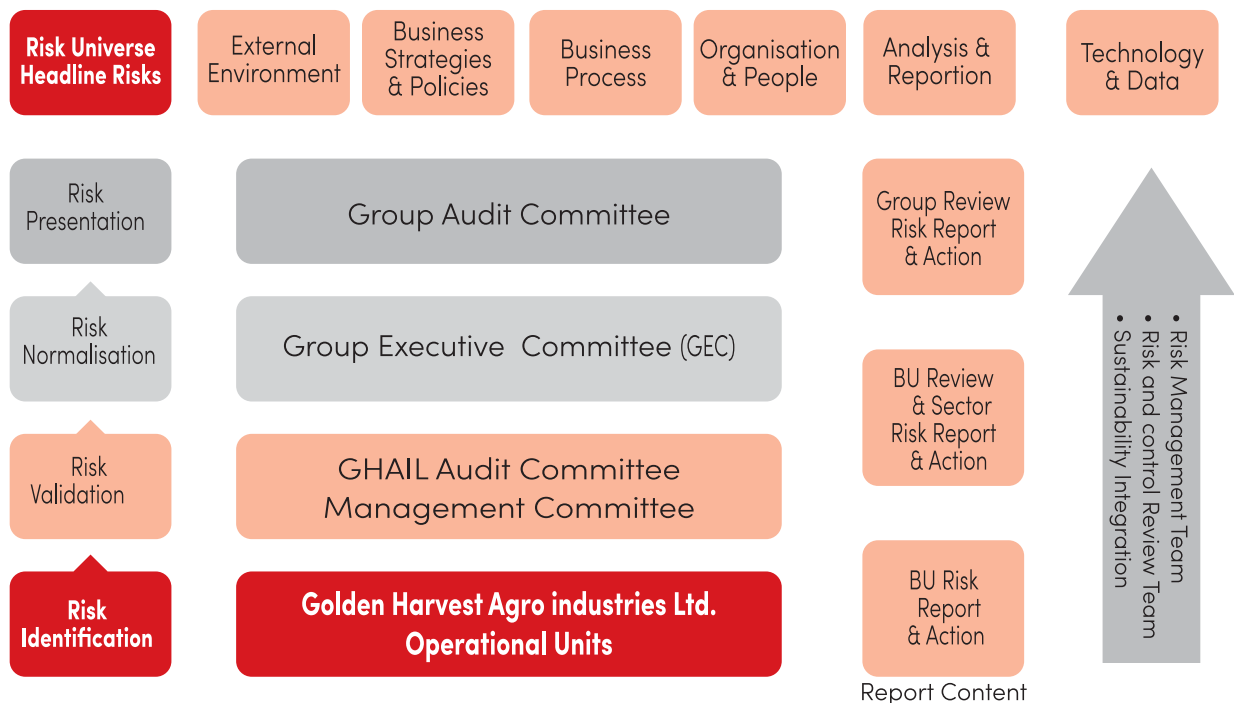 Risk Universe
Headline Risks
External
Environment
Business
Strategies
& Policies
Business
Process
Organisation
& People
Analysis &
Reportion
Technology
& Data
Risk
Presentation
Group Audit Committee
Group Review
Risk Report
& Action
Risk
Normalisation
Group Executive Committee (GEC)
BU Review
& Sector
Risk Report
& Action
Risk
Validation
GHAIL Audit Committee
Management Committee
Risk
Identification
Golden Harvest Agro industries Ltd.
Operational Units
BU Risk
Report
& Action
Report Content
• Risk Management Team
• Risk and control Review Team
• Sustainability Integration